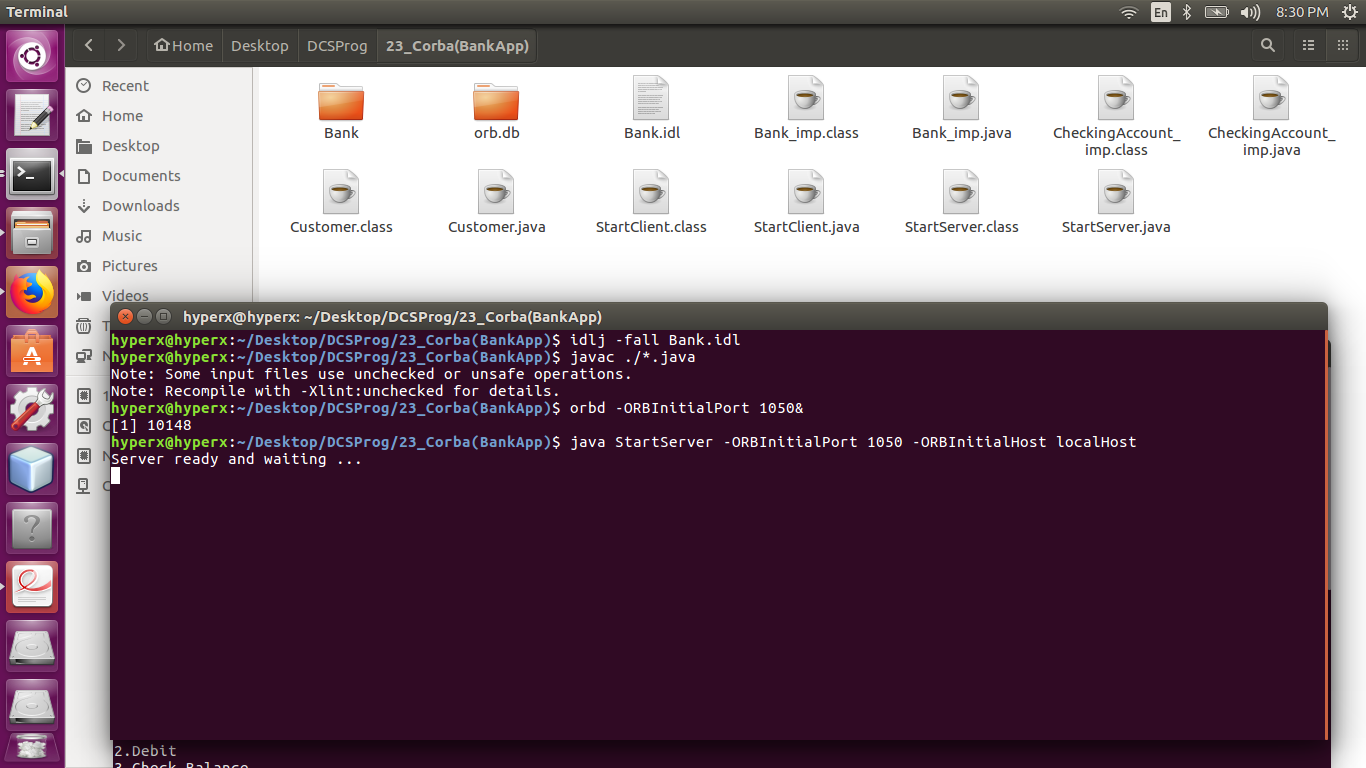 Terminal
En
8:30 PM
Home
Desktop
DCSProg
23_Corba(BankApp)
Recent
Home
Desktop
Documents
Downloads
Music
Pictures
Videos
Bank
orb.db
Bank.idl
Bank_imp.class
Bank_imp.java
CheckingAccount_
imp.class
CheckingAccount_
imp.java
Customer.class
Customer.java
StartClient.class
StartClient.java
StartServer.class
StartServer.java
hyperx@hyperx: ~/Desktop/DCSProg/23_Corba(BankApp)
hyperx@hyperx:~/Desktop/DCSProg/23_Corba(BankApp)$ idlj -fall Bank.idl
hyperx@hyperx:~/Desktop/DCSProg/23_Corba(BankApp)$ javac ./*.java
Note: Some input files use unchecked or unsafe operations.
Note: Recompile with -Xlint:unchecked for details.
hyperx@hyperx:~/Desktop/DCSProg/23_Corba(BankApp)$ orbd -ORBInitialPort 1050&
[1] 10148
hyperx@hyperx:~/Desktop/DCSProg/23_Corba(BankApp)$ java StartServer -ORBInitialPort 1050 -ORBInitialHost localHost
Server ready and waiting ...
2.Debit
3.Check Balance